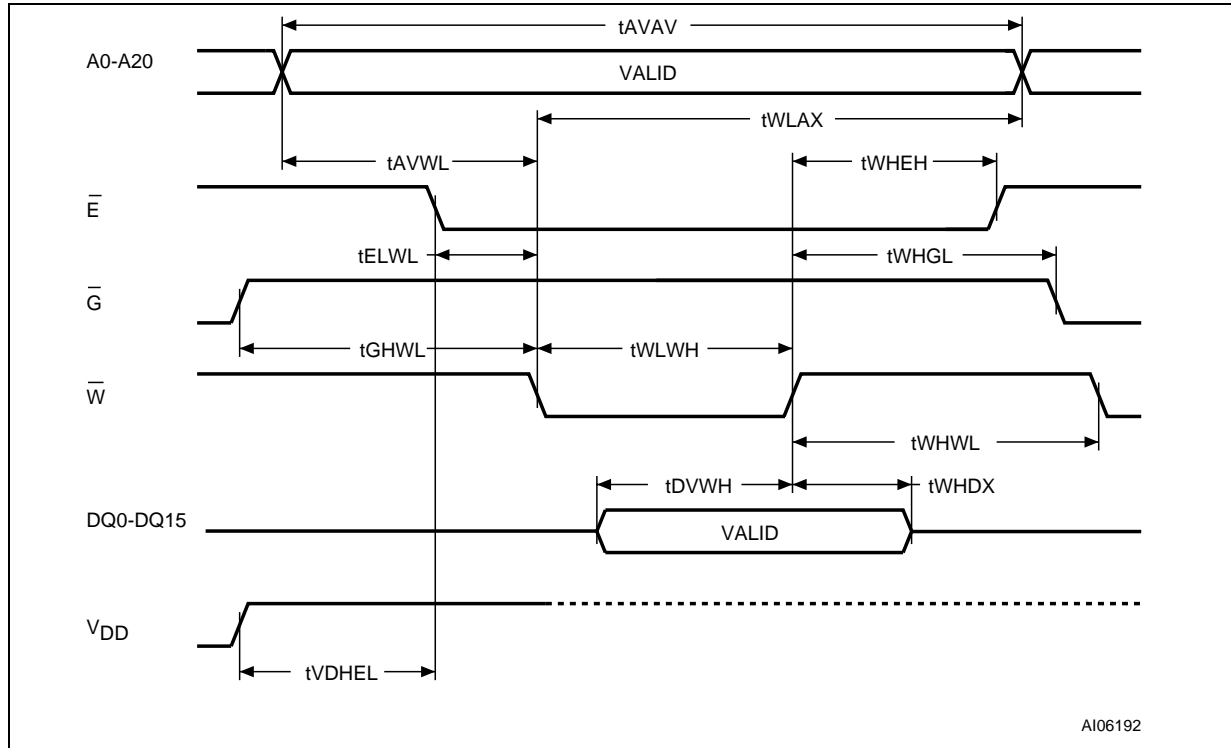 tAVAV
A0-A20
VALID
tWLAX
tAVWL
tWHEH
E̅
tELWL
tWHGL
G̅
tGHWL
tWLWH
W̅
tWHWL
tDVWH
tWHDX
DQ0-DQ15
VALID
VDD
tVDHEL
AI06192